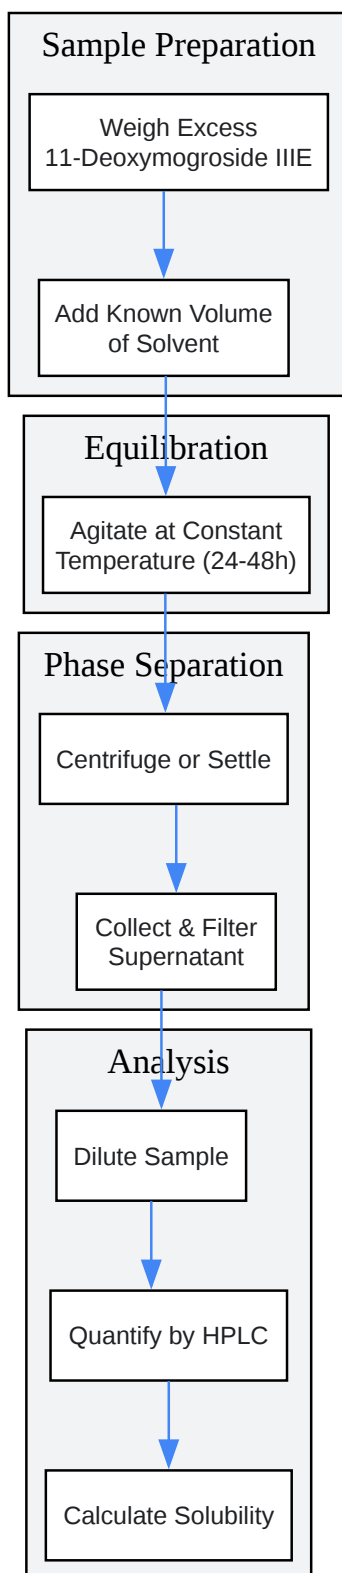 Sample Preparation
Weigh Excess
11-Deoxymogroside IIIE
Add Known Volume
of Solvent
Equilibration
Agitate at Constant
Temperature (24-48h)
Phase Separation
Centrifuge or Settle
Collect & Filter
Supernatant
Analysis
Dilute Sample
Quantify by HPLC
Calculate Solubility